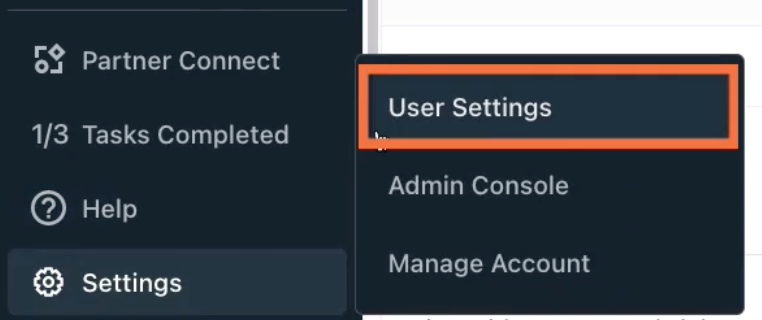 Partner Connect
1/3 Tasks Completed
Help
Settings
User Settings
Admin Console
Manage Account